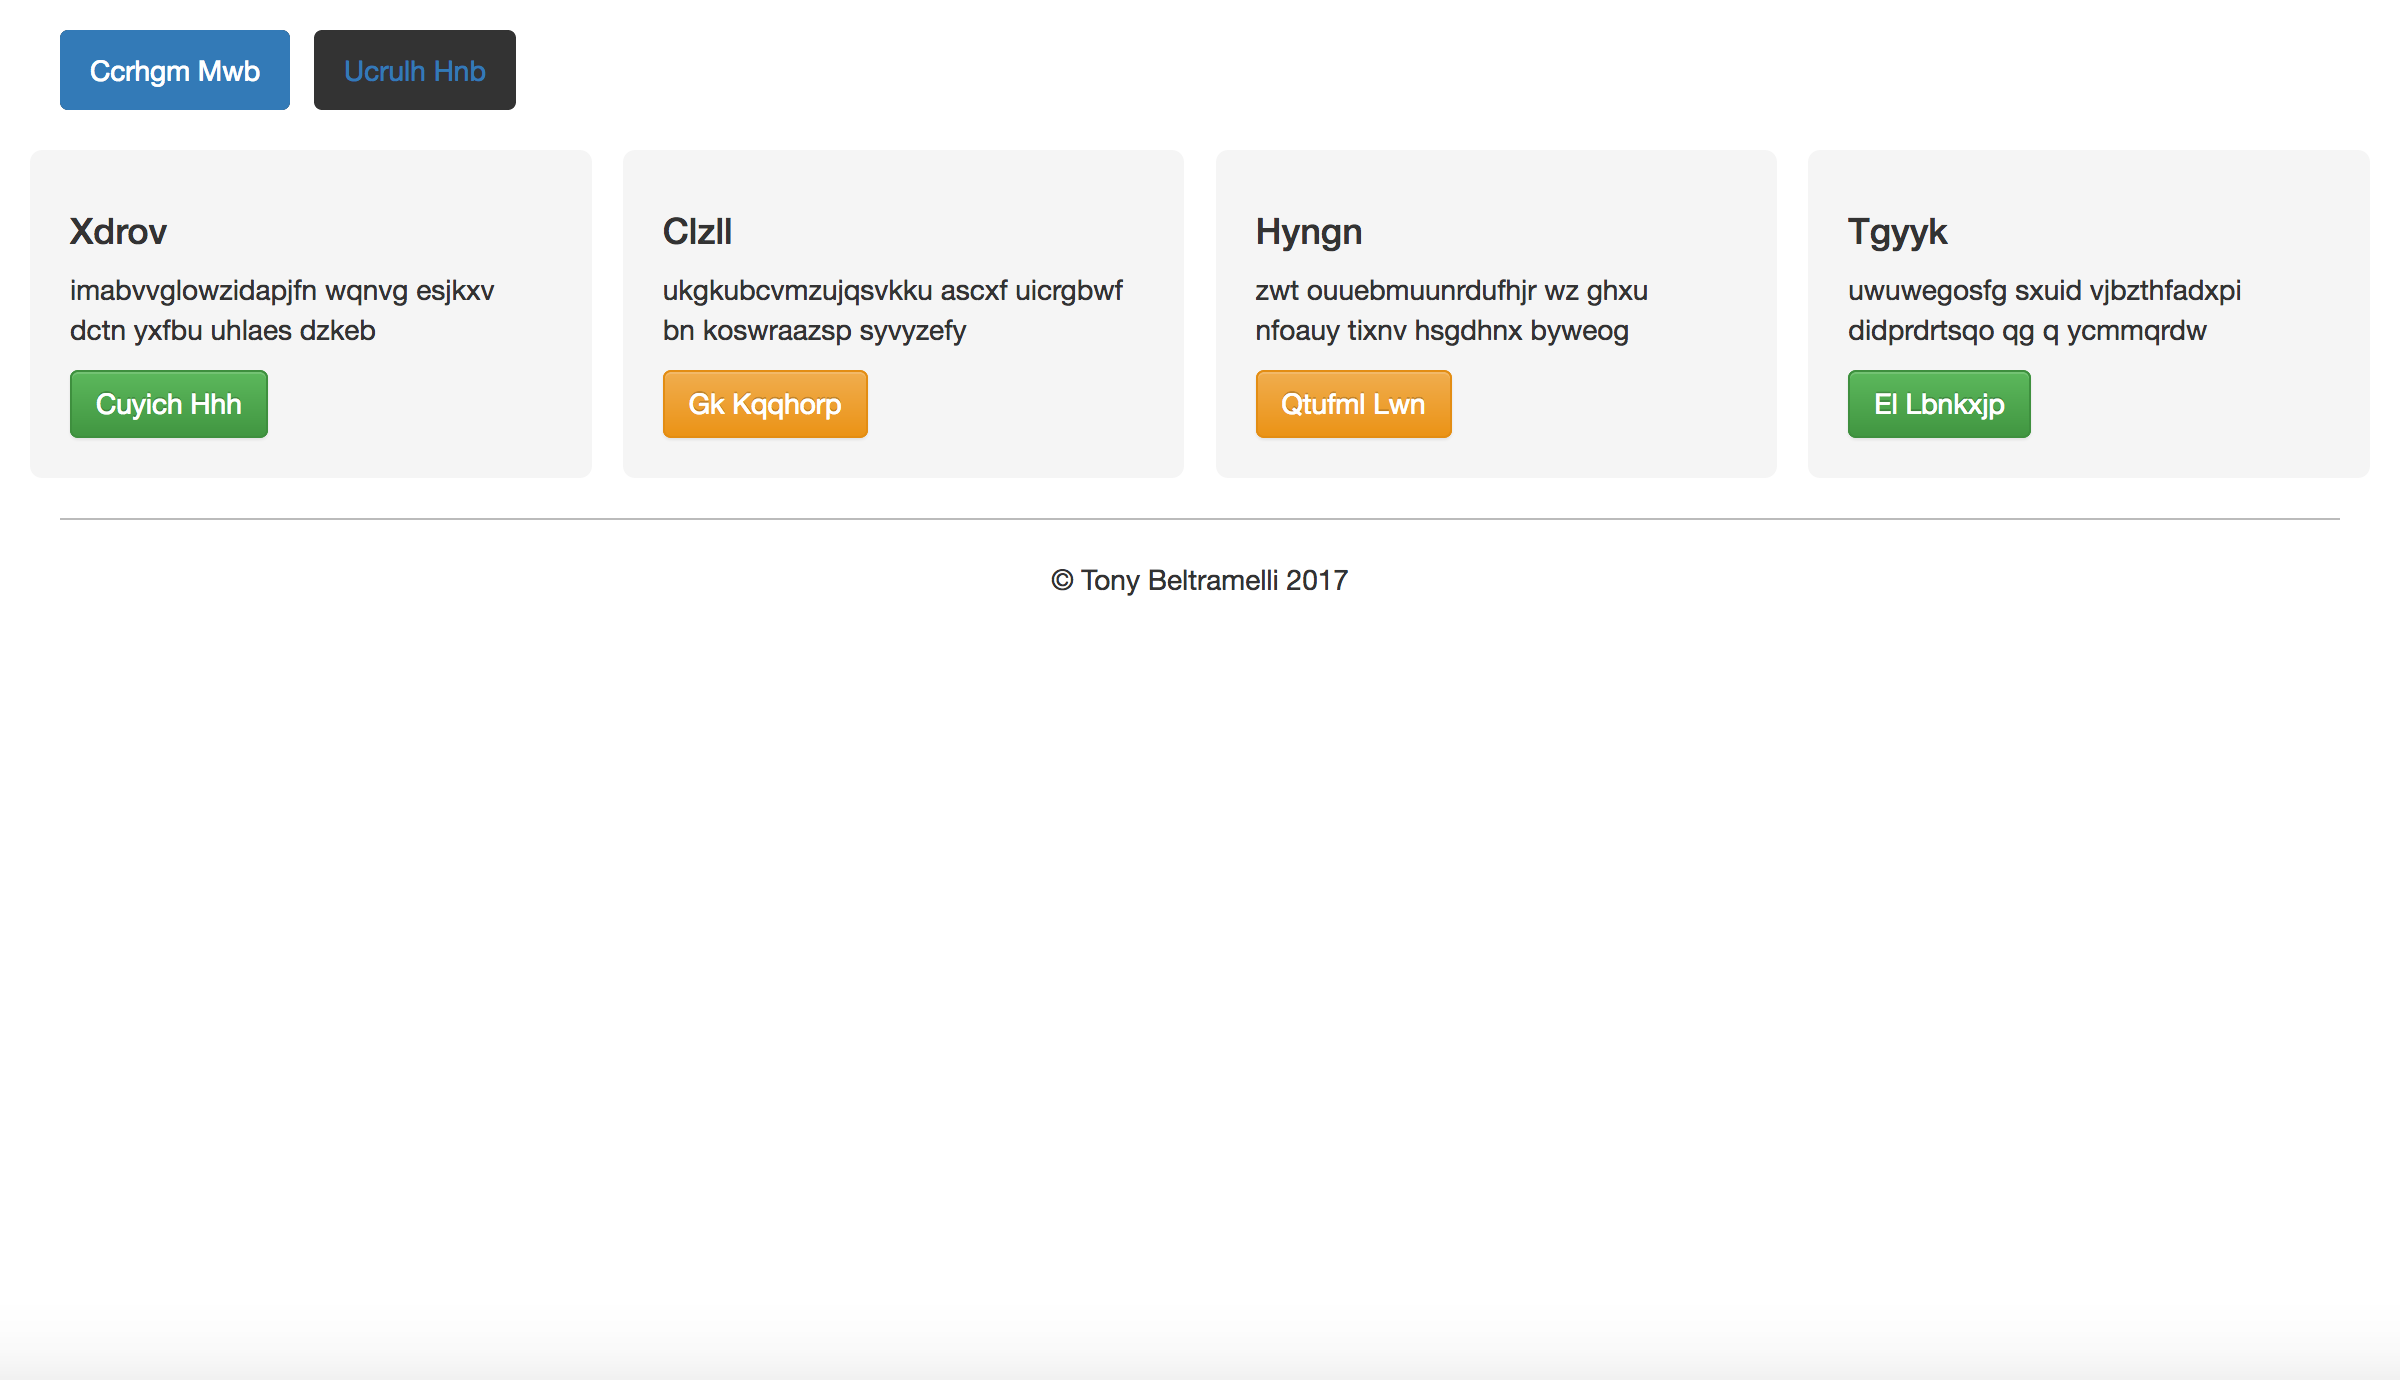 Ccrhgm Mwb Ucrulh Hnb
Xdrov
imabvvglowzidapjfn wqnvg esjkxv
dctn yxfbu uhlaes dzkeb
Cuyich Hhh
Clzll
ukgkubcvmzujqsvkku ascxf uicrgbwf
bn koswraazsp syvyzefy
Gk Kqqhorp
Hyngn
zwt ouuebmuunrdufhjr wz ghxu
nfoauy tixnv hsgdhnx byweog
Qtufml Lwn
Tgyyk
uwuwegosfg sxuid vjbzthfadxpi
didprdrtsqo qg q ycmmqrdw
El Lbnkxjp
© Tony Beltramelli 2017